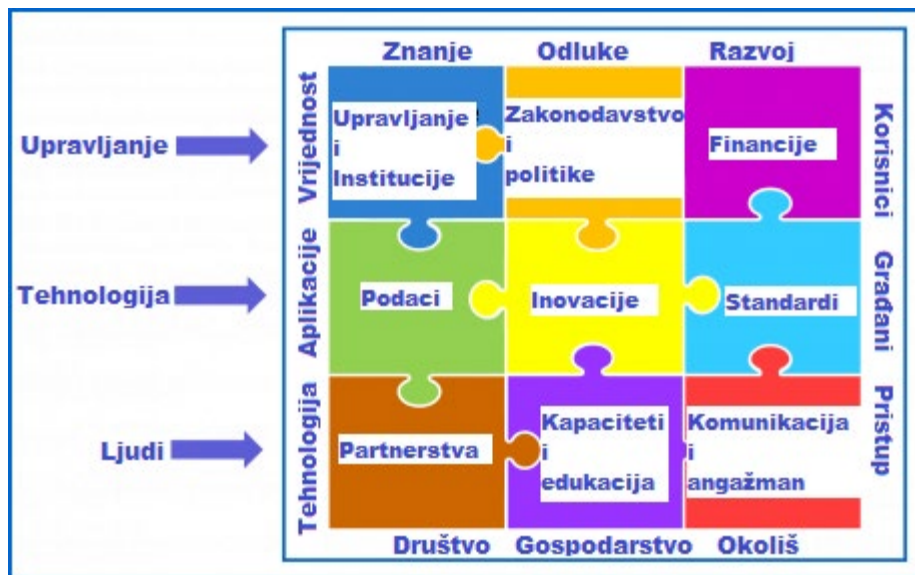 Znanje Odluke Razvoj
Upravljanje
Vrijednost
Upravljanje
i
Institucije
Zakonodavstvo
i
politike
Financije
Korisnici
Tehnologija
Aplikacije
Podaci
Inovacije
Standardi
Građani
Ljudi
Tehnologija
Partnerstva
Kapaciteti
i
edukacija
Komunikacija
i
angažman
Pristup
Društvo Gospodarstvo Okoliš